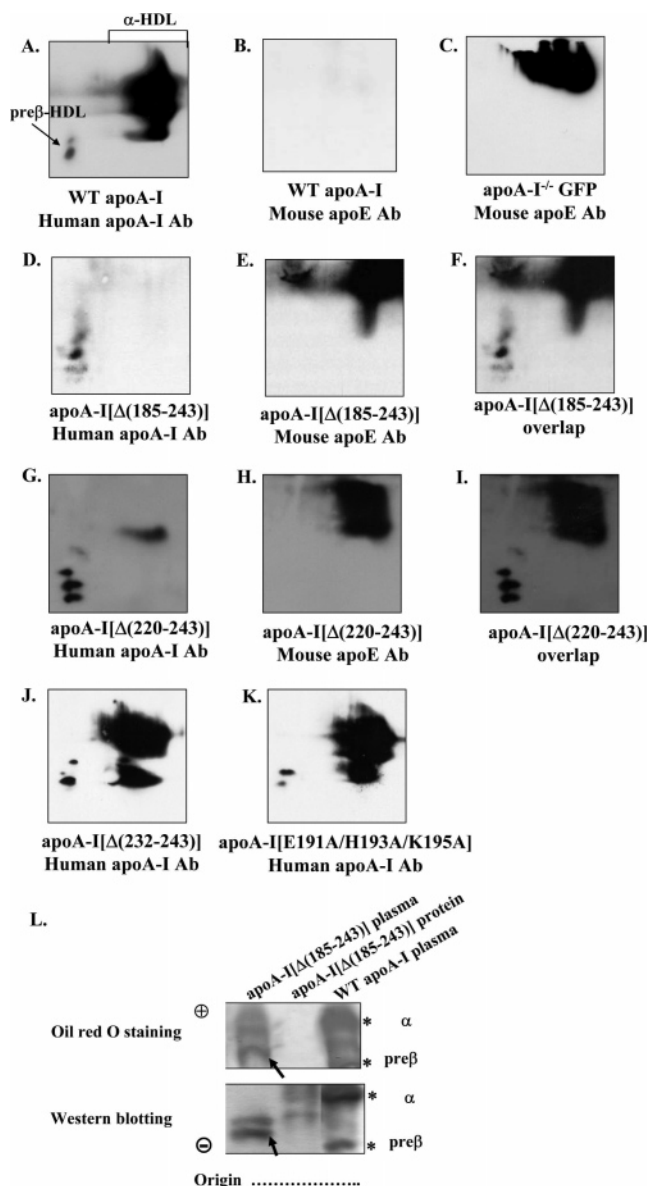 α-HDL
A.
B.
C.
preβ-HDL
WT apoA-I
Human apoA-I Ab
WT apoA-I
Mouse apoE Ab
apoA-I-/- GFP
Mouse apoE Ab
D.
E.
F.
apoA-I[Δ(185-243)]
Human apoA-I Ab
apoA-I[Δ(185-243)]
Mouse apoE Ab
apoA-I[Δ(185-243)]
overlap
G.
H.
I.
apoA-I[Δ(220-243)]
Human apoA-I Ab
apoA-I[Δ(220-243)]
Mouse apoE Ab
apoA-I[Δ(220-243)]
overlap
J.
K.
apoA-I[Δ(232-243)]
Human apoA-I Ab
apoA-I[E191A/H193A/K195A]
Human apoA-I Ab
L.
apoA-I[Δ(185-243)] plasma
apoA-I[Δ(185-243)] protein
WT apoA-I plasma
⊕
Oil red O staining
* α
* preβ
Western blotting
* α
* preβ
⊖
Origin ....................